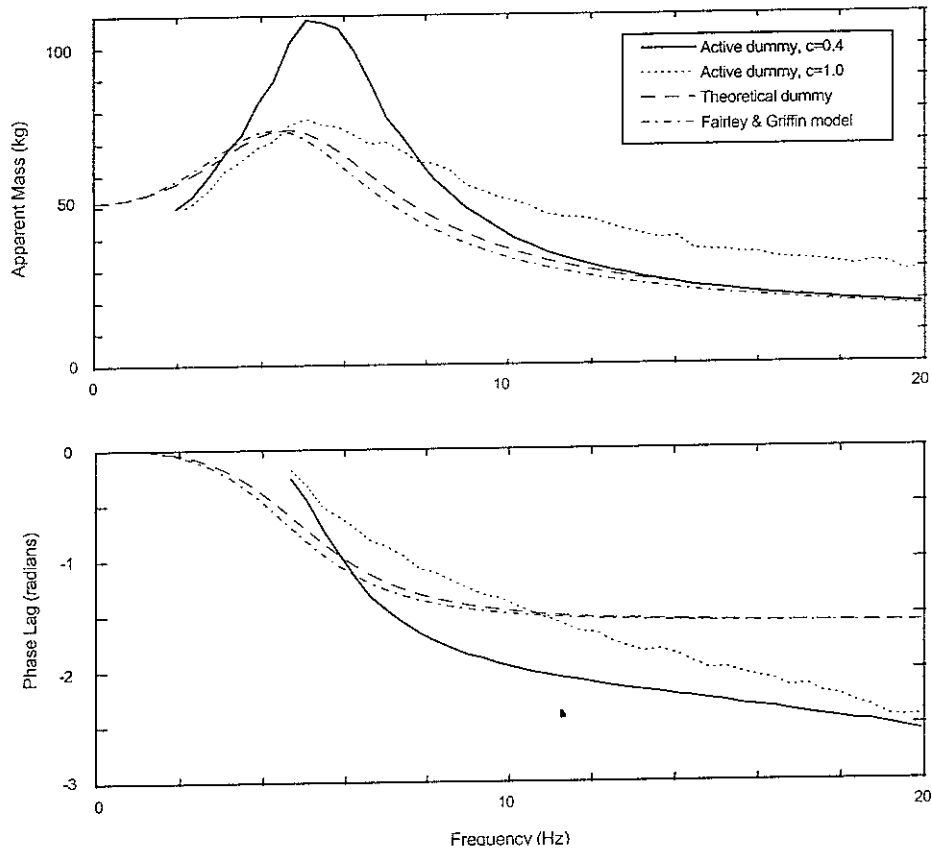 100
50
0
Apparent Mass (kg)
Active dummy, c=0.4
Active dummy, c=1.0
Theoretical dummy
Fairley & Griffin model
0
10
20
0
-1
-2
-3
Phase Lag (radians)
0
10
20
Frequency (Hz)